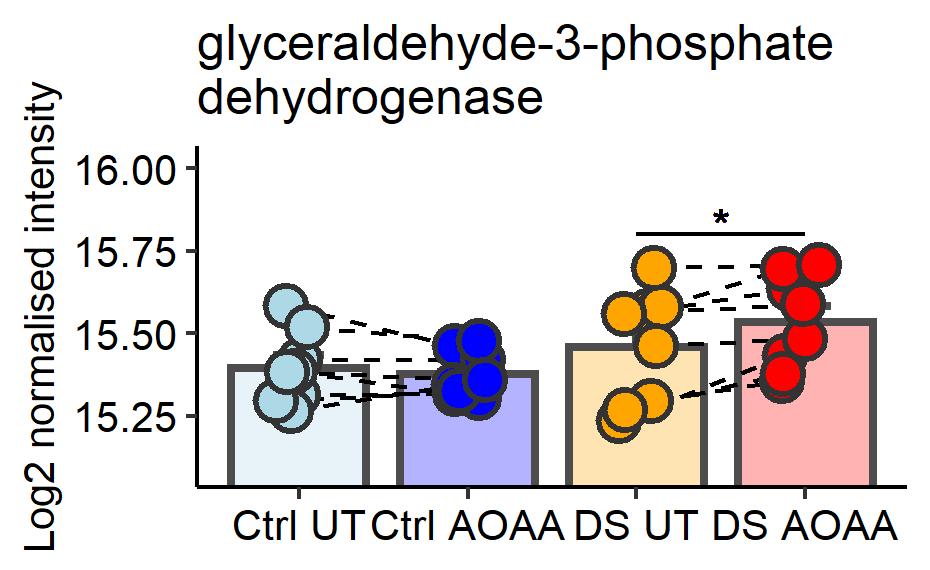 glyceraldehyde-3-phosphate
dehydrogenase
Log2 normalised intensity
16.00
15.75
15.50
15.25
*
Ctrl UT Ctrl AOAA DS UT DS AOAA